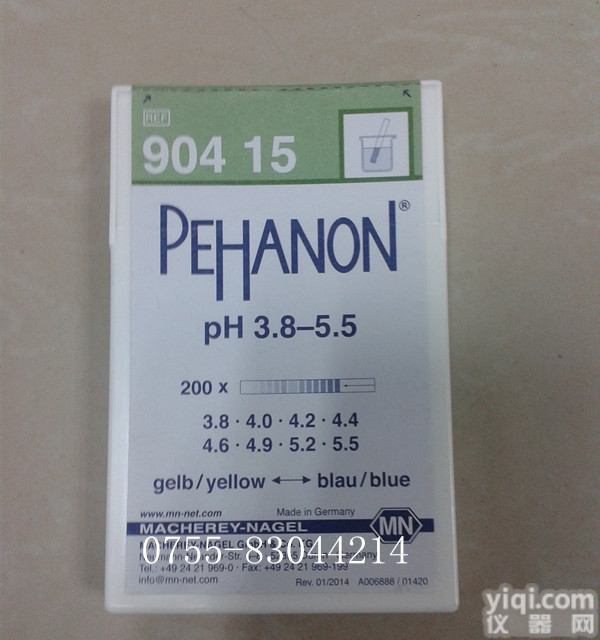 REF
904 15
PEHANON®
pH 3.8–5.5
200 x
3.8 · 4.0 · 4.2 · 4.4
4.6 · 4.9 · 5.2 · 5.5
gelb/yellow ↔ blau/blue
www.mn-net.com Made in Germany
MACHEREY-NAGEL MN
MACHEREY-NAGEL
0755-83044214
Tel.: +49 24 21 969-0 · Fax: +49 24 21 969-199
info@mn-net.com Rev. 01/2014 A006888 / 01420
yiqi.com
仪器网